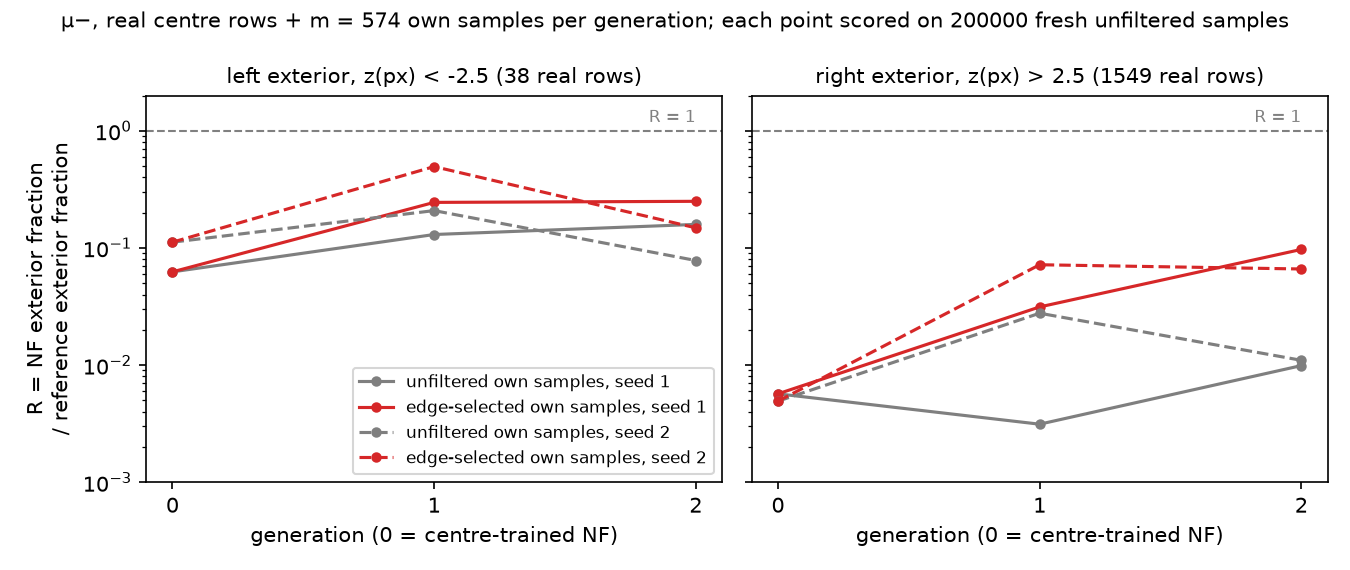 μ−, real centre rows + m = 574 own samples per generation; each point scored on 200000 fresh unfiltered samples
left exterior, z(px) < -2.5 (38 real rows)
right exterior, z(px) > 2.5 (1549 real rows)
R = NF exterior fraction
/ reference exterior fraction
10⁰
10⁻¹
10⁻²
10⁻³
R = 1
R = 1
unfiltered own samples, seed 1
edge-selected own samples, seed 1
unfiltered own samples, seed 2
edge-selected own samples, seed 2
0
1
2
0
1
2
generation (0 = centre-trained NF)
generation (0 = centre-trained NF)